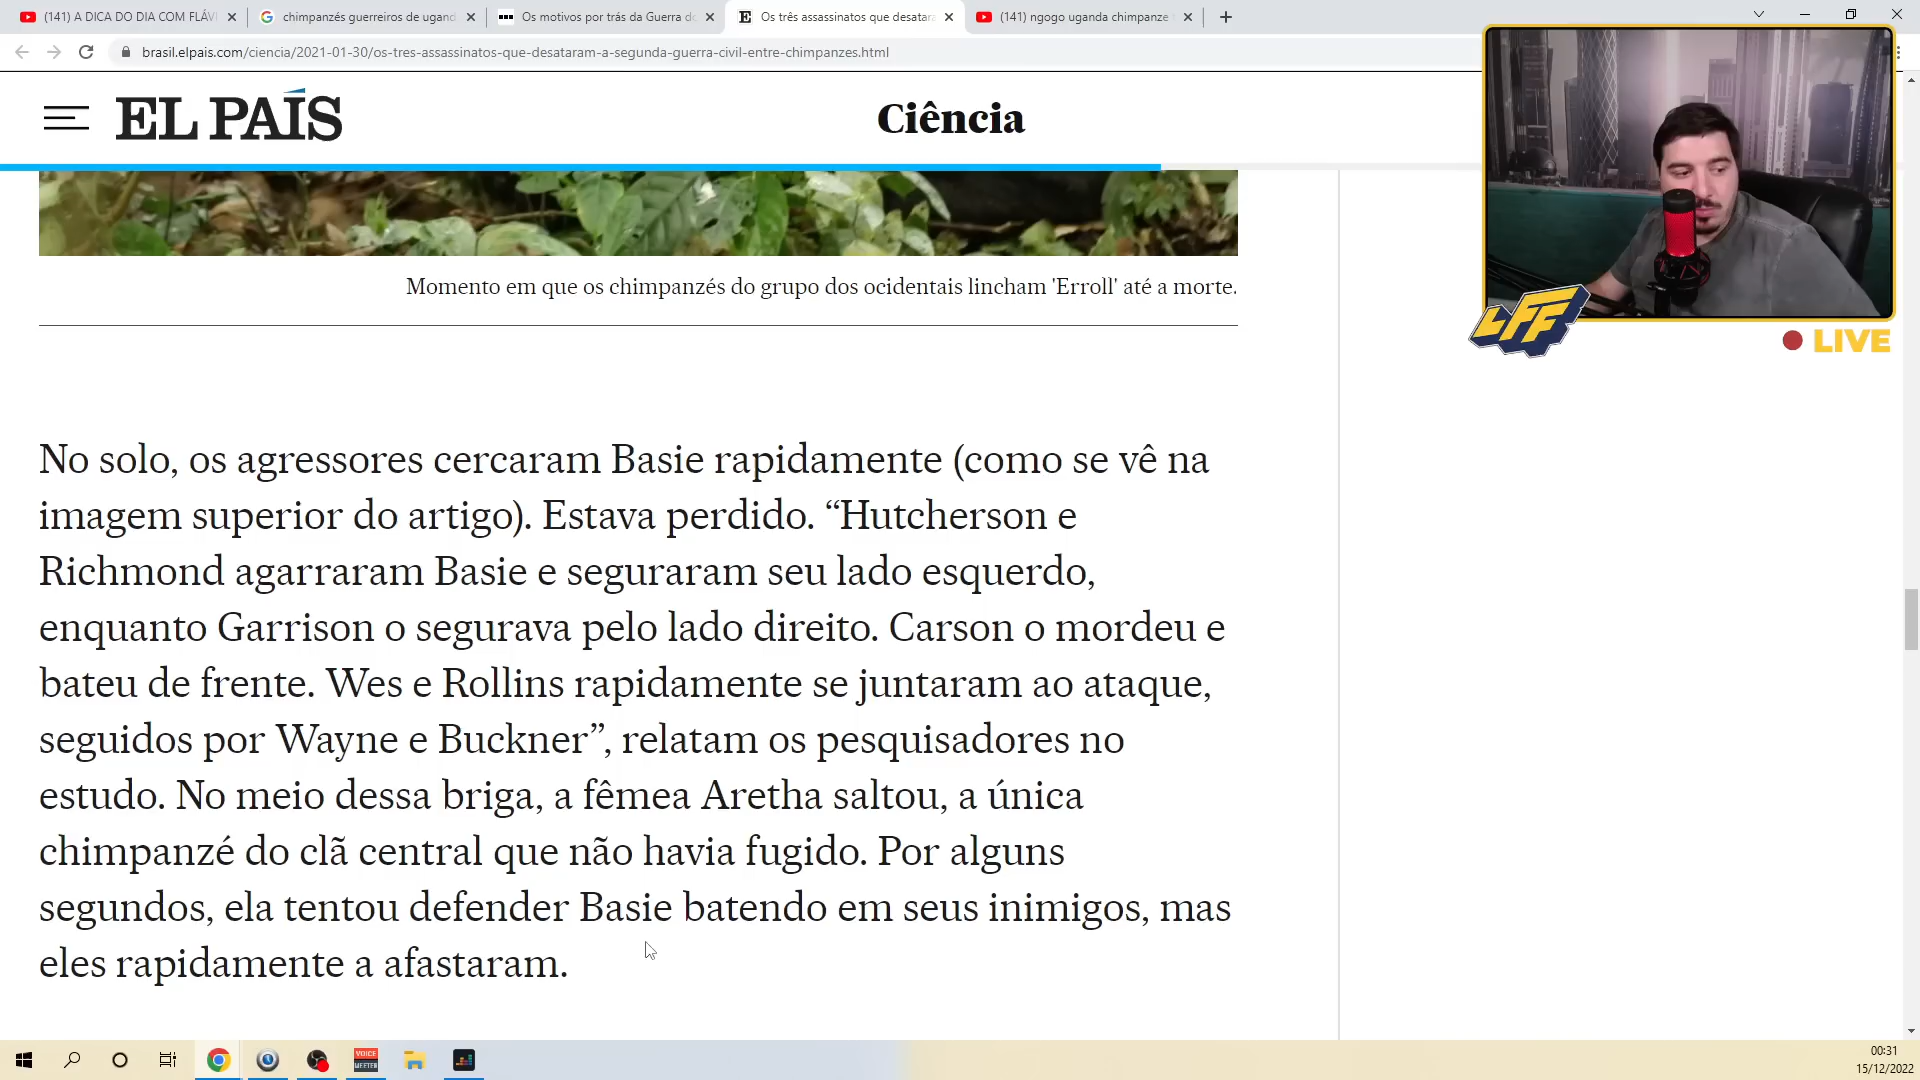 (141) A DICA DO DIA COM FLÁVI
chimpanzés guerreiros de ugand
Os motivos por trás da Guerra do
Os três assassinatos que desatara
(141) ngogo uganda chimpanze
brasil.elpais.com/ciencia/2021-01-30/os-tres-assassinatos-que-desataram-a-segunda-guerra-civil-entre-chimpanzes.html
EL PAÍS
Ciência
LFF
LIVE
Momento em que os chimpanzés do grupo dos ocidentais lincham 'Erroll' até a morte.
No solo, os agressores cercaram Basie rapidamente (como se vê na
imagem superior do artigo). Estava perdido. “Hutcherson e
Richmond agarraram Basie e seguraram seu lado esquerdo,
enquanto Garrison o segurava pelo lado direito. Carson o mordeu e
bateu de frente. Wes e Rollins rapidamente se juntaram ao ataque,
seguidos por Wayne e Buckner”, relatam os pesquisadores no
estudo. No meio dessa briga, a fêmea Aretha saltou, a única
chimpanzé do clã central que não havia fugido. Por alguns
segundos, ela tentou defender Basie batendo em seus inimigos, mas
eles rapidamente a afastaram.
VOICE
MEETER
00:31
15/12/2022